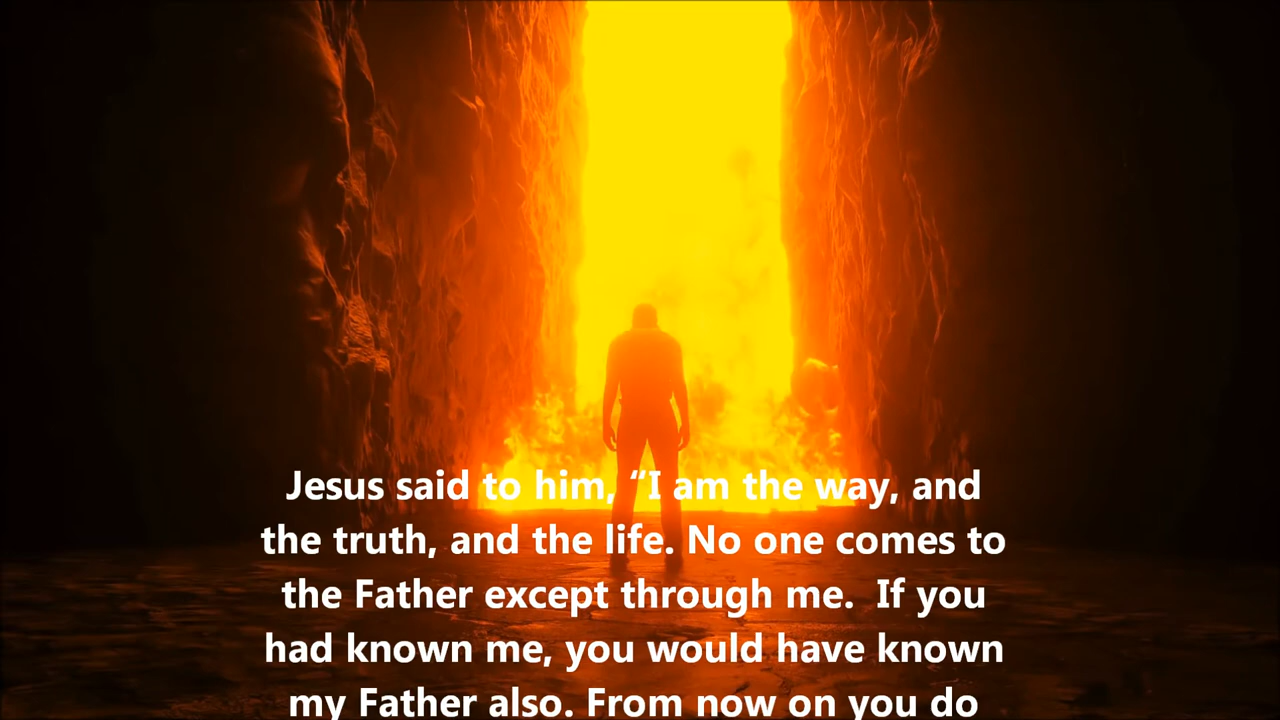 Jesus said to him, “I am the way, and
the truth, and the life. No one comes to
the Father except through me.  If you
had known me, you would have known
my Father also. From now on you do